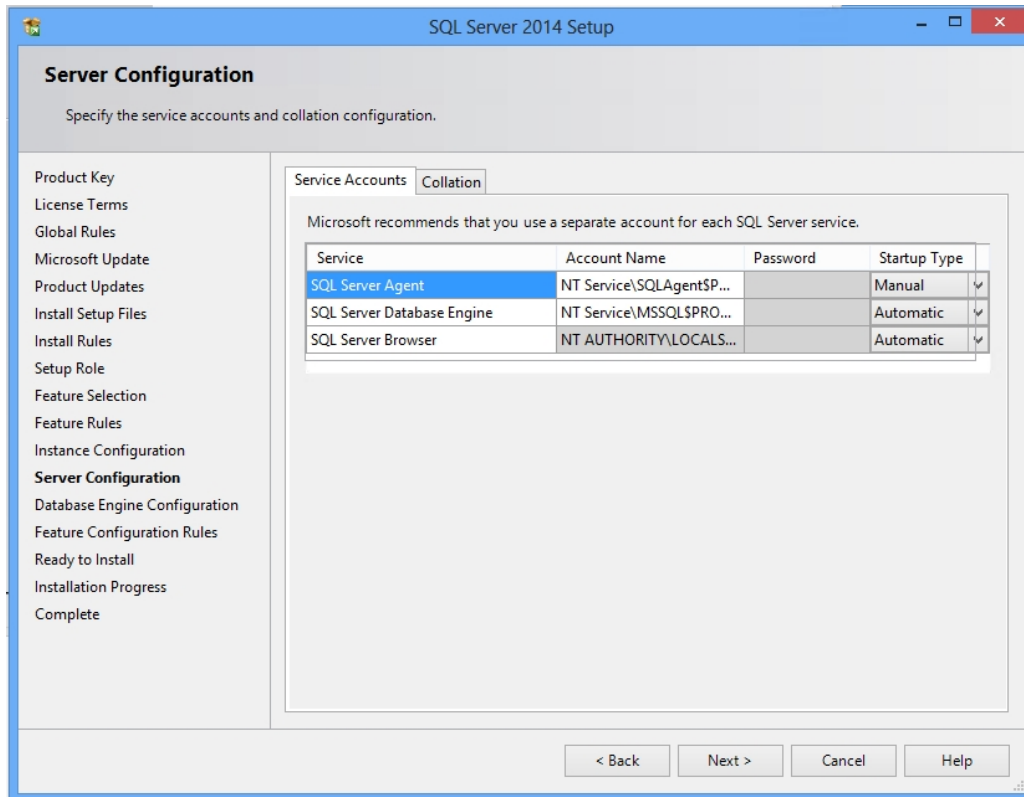 SQL Server 2014 Setup
Server Configuration
Specify the service accounts and collation configuration.
Product Key
License Terms
Global Rules
Microsoft Update
Product Updates
Install Setup Files
Install Rules
Setup Role
Feature Selection
Feature Rules
Instance Configuration
Server Configuration
Database Engine Configuration
Feature Configuration Rules
Ready to Install
Installation Progress
Complete
Service Accounts Collation
Microsoft recommends that you use a separate account for each SQL Server service.
Service Account Name Password Startup Type
SQL Server Agent NT Service\SQLAgent$P... Manual
SQL Server Database Engine NT Service\MSSQL$PRO... Automatic
SQL Server Browser NT AUTHORITY\LOCALS... Automatic
< Back Next > Cancel Help